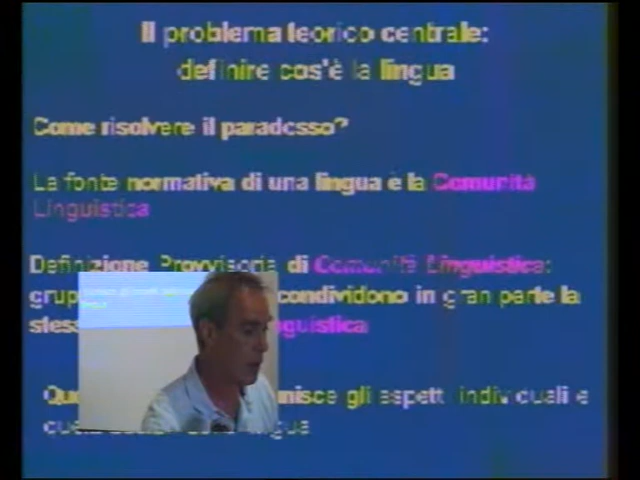 Il problema teorico centrale:
definire cos'è la lingua
Come risolvere il paradosso?
La fonte normativa di una lingua è la Comunità
Linguistica
Definizione Provvisoria di Comunità Linguistica:
condividono in gran parte la
nisce gli aspetti individuali e